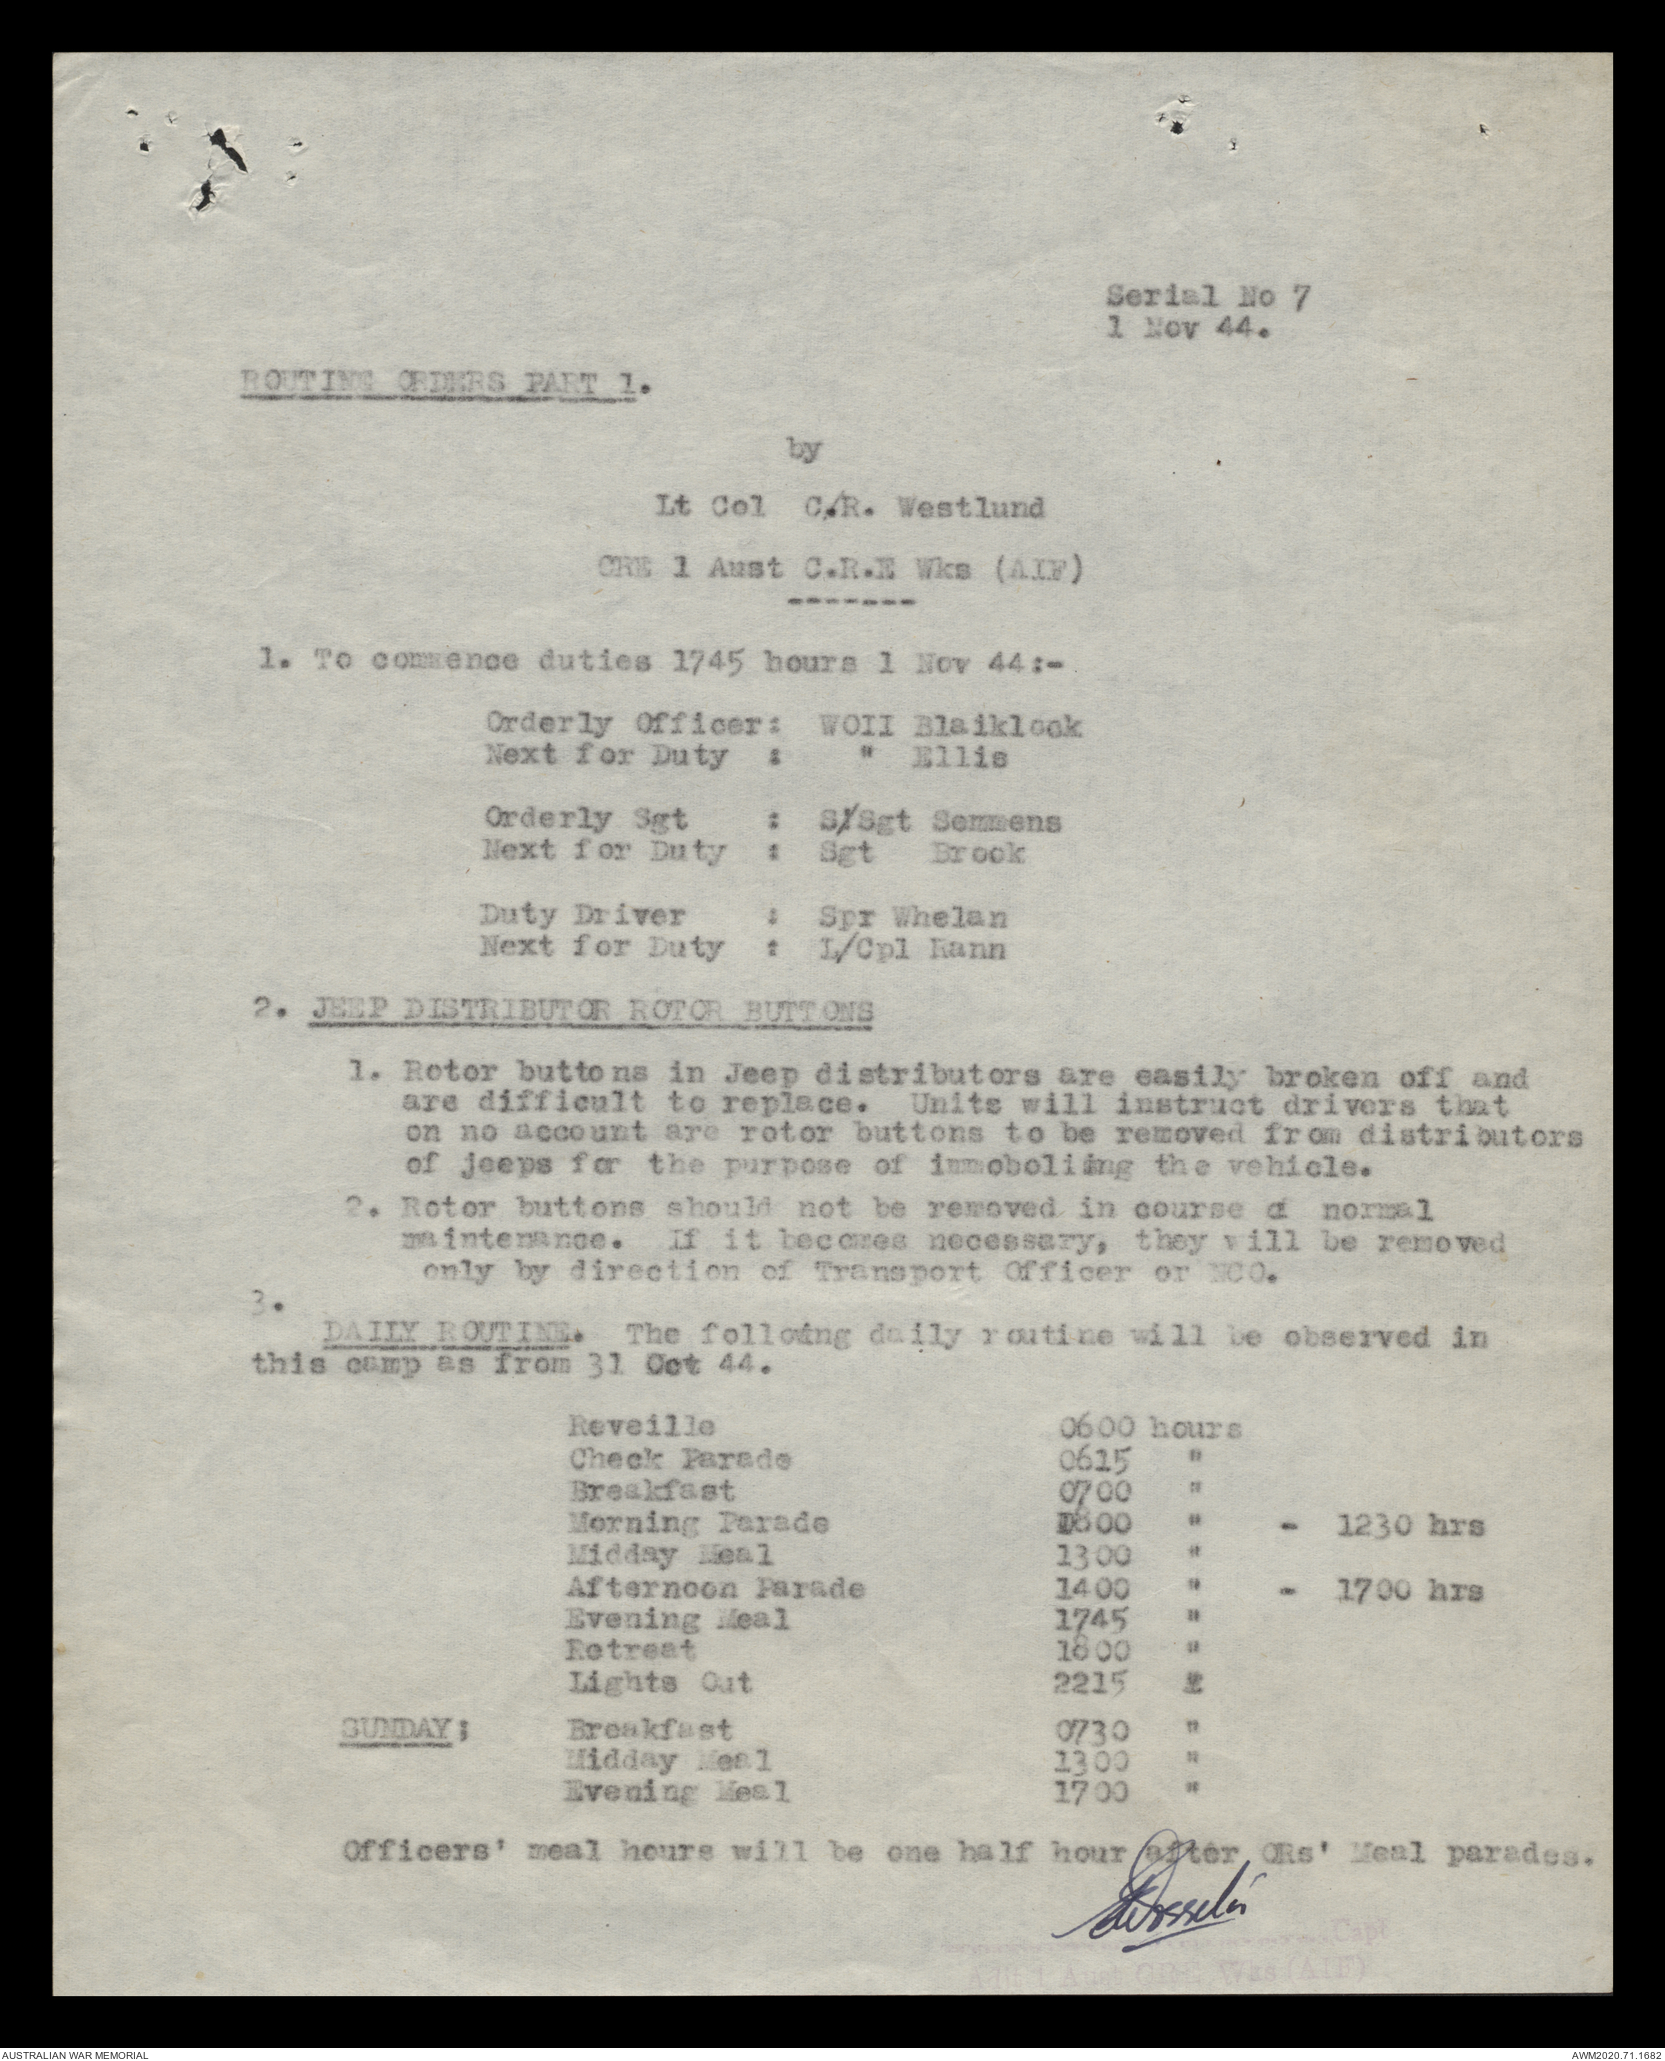 Serial No 7
1 Nov 44.
ROUTINE ORDERS PART 1.
by
Lt Col C.R. Westlund
CRE 1 Aust C.R.E Wks (AIF)
-------
1. To commence duties 1745 hours 1 Nov 44:-
Orderly Officer: WOII Blaiklock
Next for Duty : " Ellis
Orderly Sgt : S/Sgt Semmens
Next for Duty : Sgt Brook
Duty Driver : Spr Whelan
Next for Duty : L/Cpl Rann
2. JEEP DISTRIBUTOR ROTOR BUTTONS
1. Rotor buttons in Jeep distributors are easily broken off and
are difficult to replace. Units will instruct drivers that
on no account are rotor buttons to be removed from distributors
of jeeps for the purpose of immoboliing the vehicle.
2. Rotor buttons should not be removed in course of normal
maintenance. If it becomes necessary, they will be removed
only by direction of Transport Officer or NCO.
3.
DAILY ROUTINE. The following daily routine will be observed in
this camp as from 31 Oct 44.
Reveille 0600 hours
Check Parade 0615 "
Breakfast 0700 "
Morning Parade 0800 " - 1230 hrs
Midday Meal 1300 "
Afternoon Parade 1400 " - 1700 hrs
Evening Meal 1745 "
Retreat 1800 "
Lights Out 2215 "
SUNDAY; Breakfast 0730 "
Midday Meal 1300 "
Evening Meal 1700 "
Officers' meal hours will be one half hour after ORs' Meal parades.
Capt
Adjt 1 Aust CRE Wks (AIF)
AUSTRALIAN WAR MEMORIAL
AWM2020.71.1682